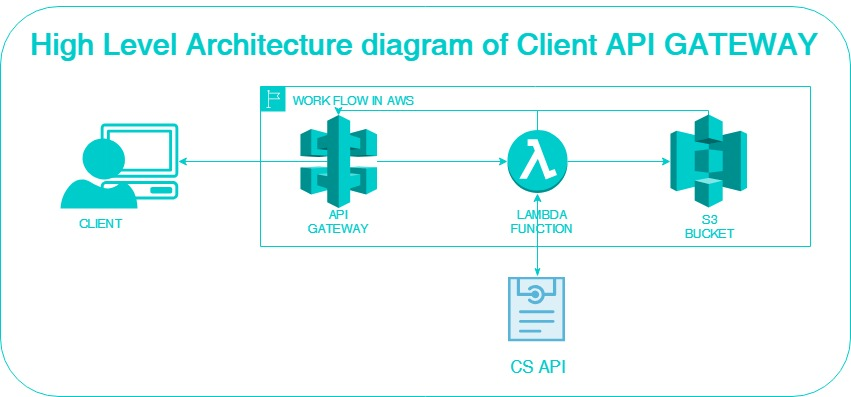 High Level Architecture diagram of Client API GATEWAY
WORK FLOW IN AWS
CLIENT
API
GATEWAY
LAMBDA
FUNCTION
S3
BUCKET
CS API